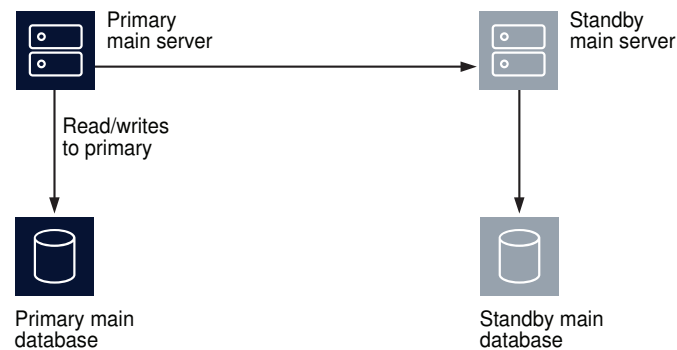 Primary
main server
Standby
main server
Read/writes
to primary
Primary main
database
Standby main
database